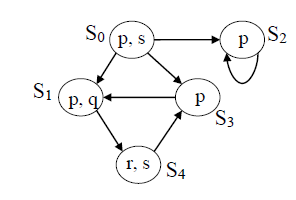 S0 p, s p S2
S1 p, q p S3
r, s S4